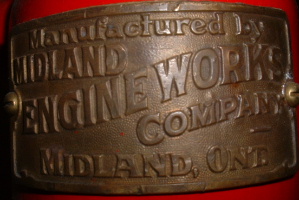 Manufactured by
MIDLAND
ENGINE WORKS
COMPANY
MIDLAND, ONT.